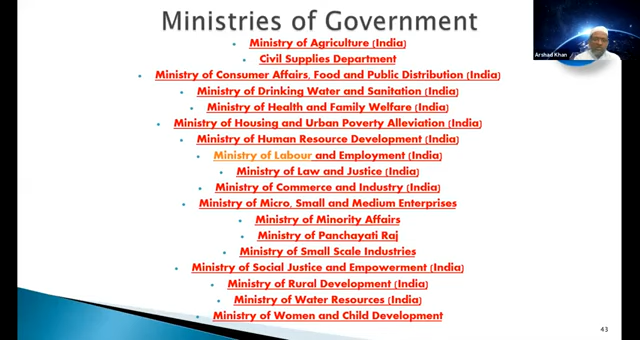 Ministries of Government
Ministry of Agriculture (India)
Civil Supplies Department
Ministry of Consumer Affairs, Food and Public Distribution (India)
Ministry of Drinking Water and Sanitation (India)
Ministry of Health and Family Welfare (India)
Ministry of Housing and Urban Poverty Alleviation (India)
Ministry of Human Resource Development (India)
Ministry of Labour and Employment (India)
Ministry of Law and Justice (India)
Ministry of Commerce and Industry (India)
Ministry of Micro, Small and Medium Enterprises
Ministry of Minority Affairs
Ministry of Panchayati Raj
Ministry of Small Scale Industries
Ministry of Social Justice and Empowerment (India)
Ministry of Rural Development (India)
Ministry of Water Resources (India)
Ministry of Women and Child Development
43
Arshad Khan